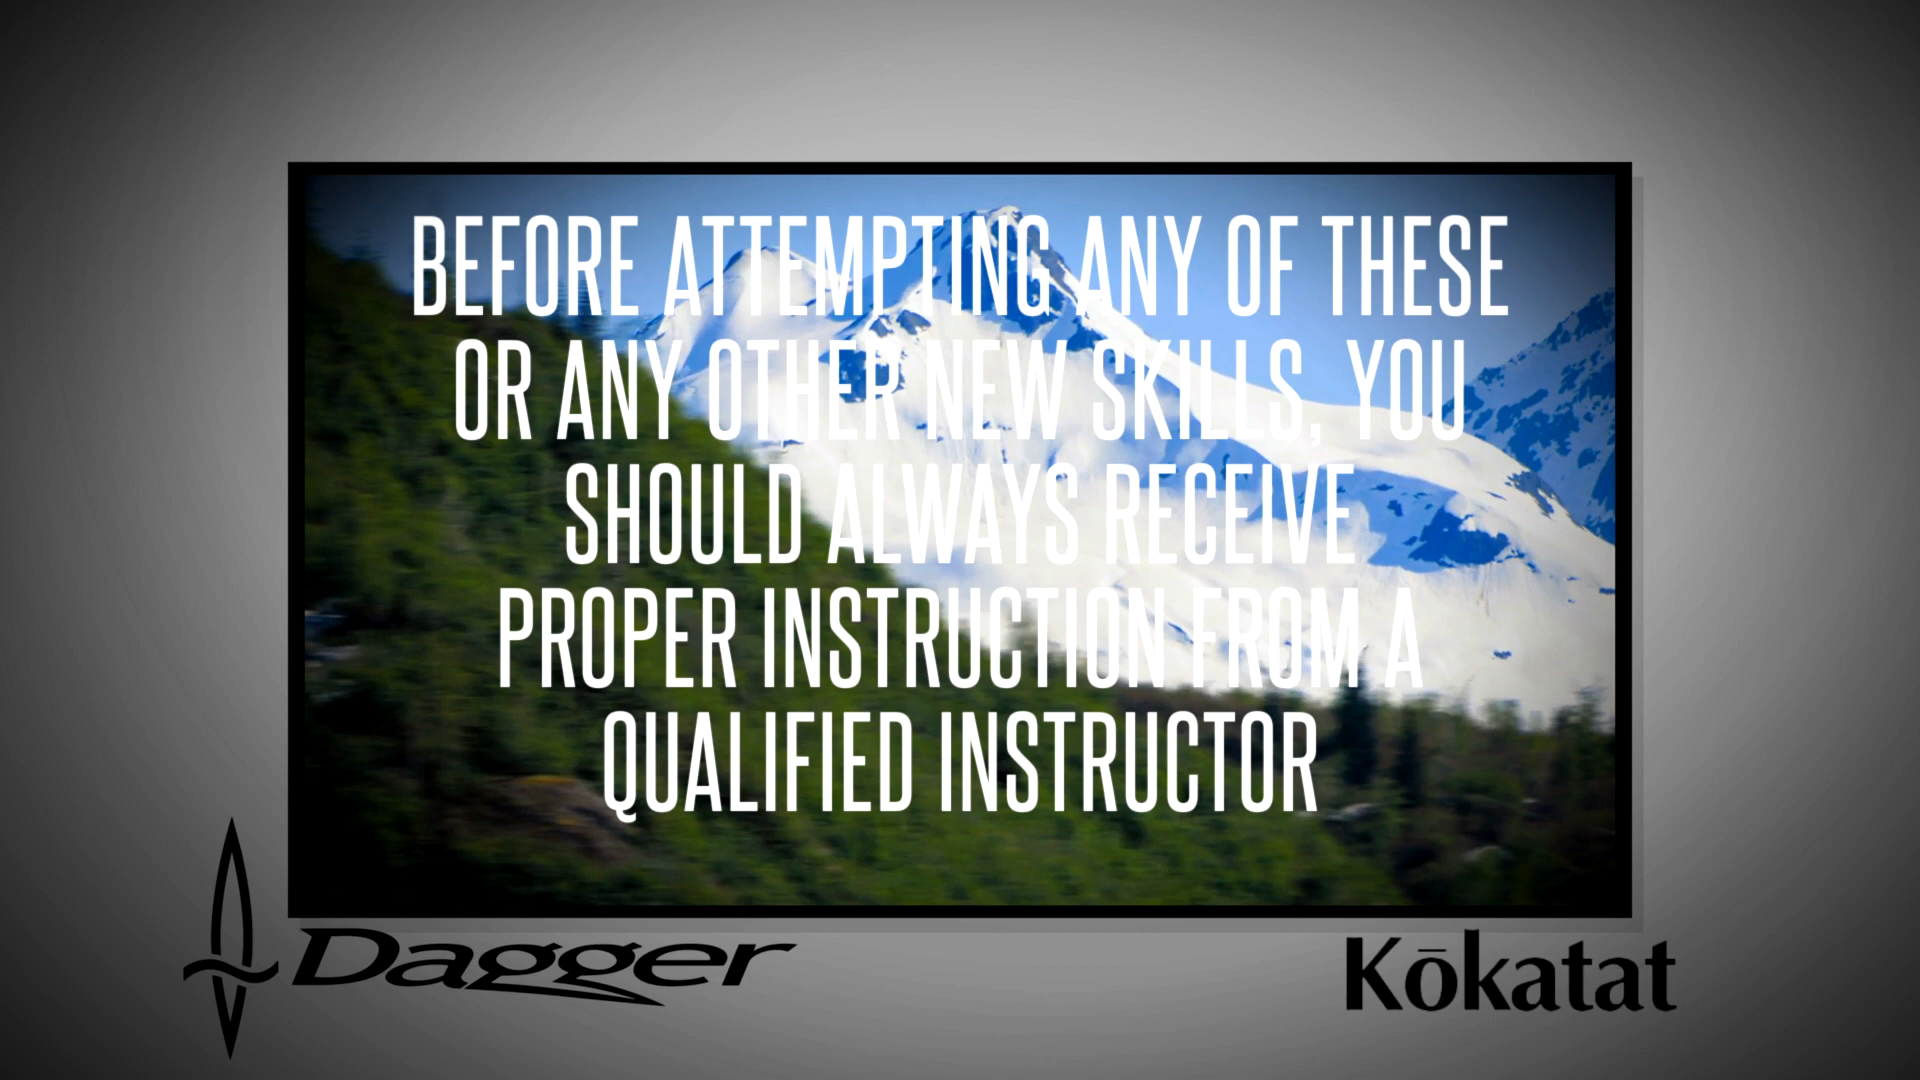 BEFORE ATTEMPTING ANY OF THESE
OR ANY OTHER NEW SKILLS, YOU
SHOULD ALWAYS RECEIVE
PROPER INSTRUCTION FROM A
QUALIFIED INSTRUCTOR
Dagger
Kōkatat